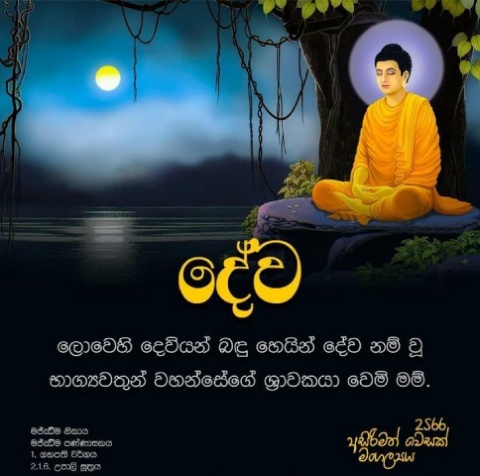 දේව
ලොවෙහි දෙවියන් බඳු හෙයින් දේව නම් වූ
භාග්‍යවතුන් වහන්සේගේ ශ්‍රාවකයා වෙමි මම්.
මජ්ඣිම නිකාය
මජ්ඣිම පණ්ණාසකය
1. ගහපති වර්ගය
2.1.6. උපාලි සූත්‍රය
2566
අසිරිමත් වෙසක්
මංගල්‍යය